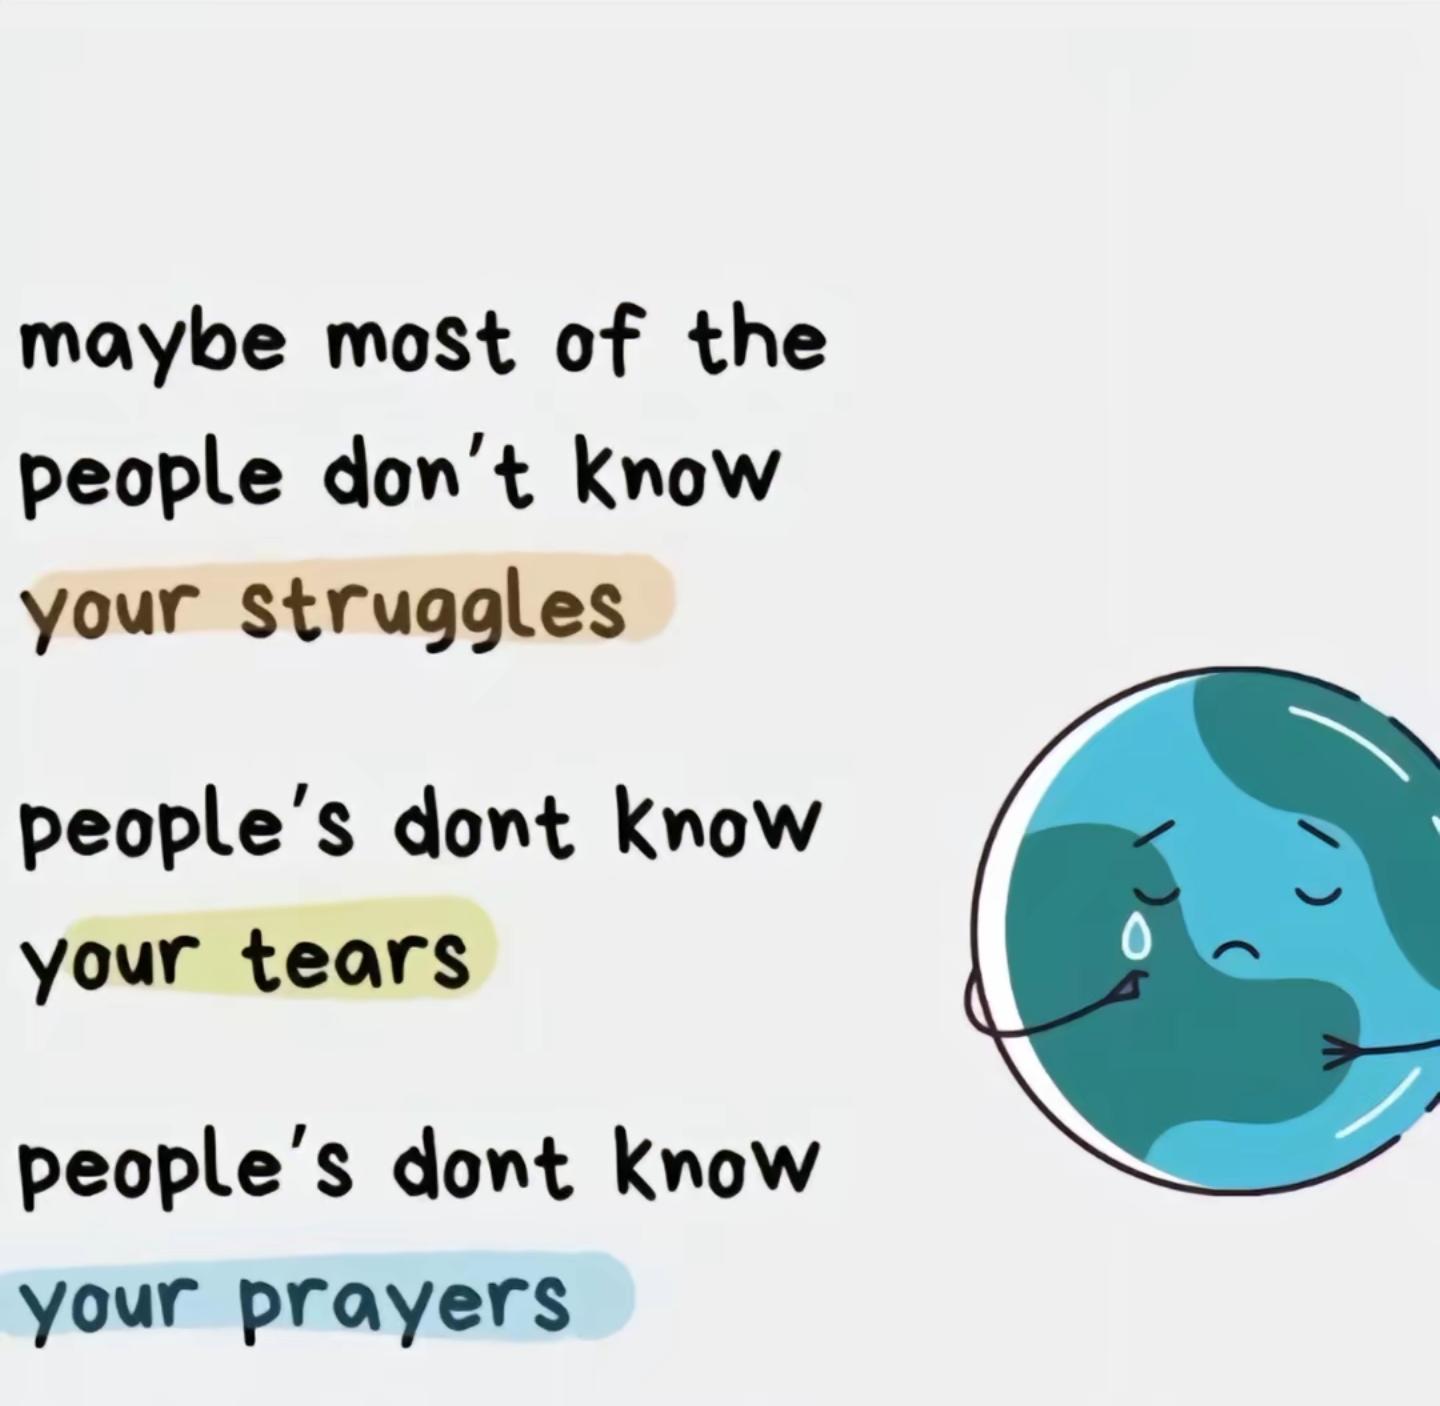 maybe most of the
people don't know
your struggles
people's dont know
your tears
people's dont know
your prayers